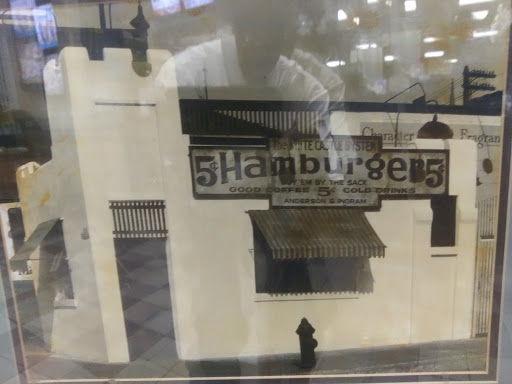 The WHITE CASTLE SYSTEM
5¢ Hamburger 5¢
BUY 'EM BY THE SACK
GOOD COFFEE 5¢ COLD DRINKS
ANDERSON & INGRAM
Character Fragran